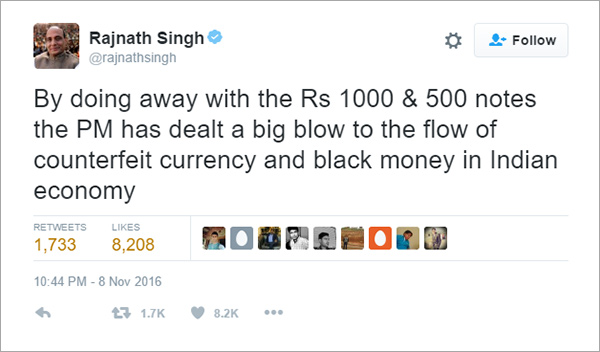 Rajnath Singh
@rajnathsingh
Follow
By doing away with the Rs 1000 & 500 notes
the PM has dealt a big blow to the flow of
counterfeit currency and black money in Indian
economy
RETWEETS LIKES
1,733 8,208
10:44 PM - 8 Nov 2016
1.7K 8.2K